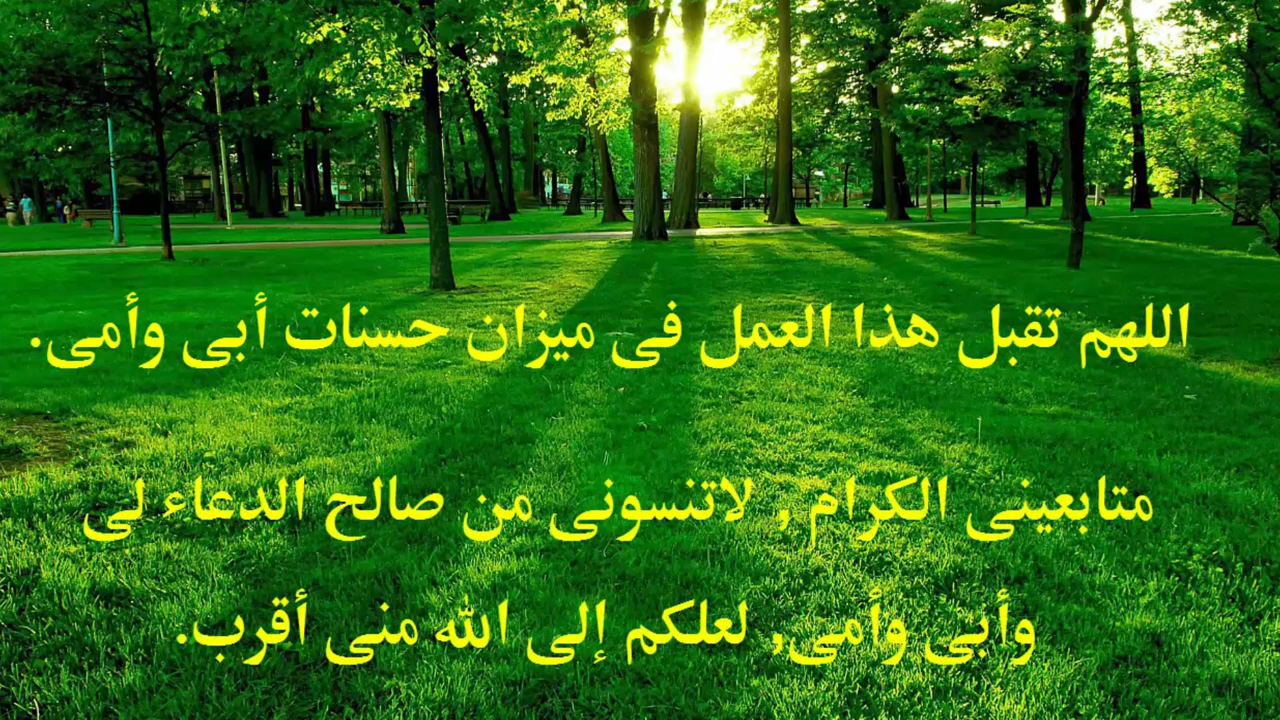 اللهم تقبل هذا العمل فى ميزان حسنات أبى وأمى.
متابعينى الكرام , لاتنسونى من صالح الدعاء لى
وأبى وأمى, لعلكم إلى الله منى أقرب.